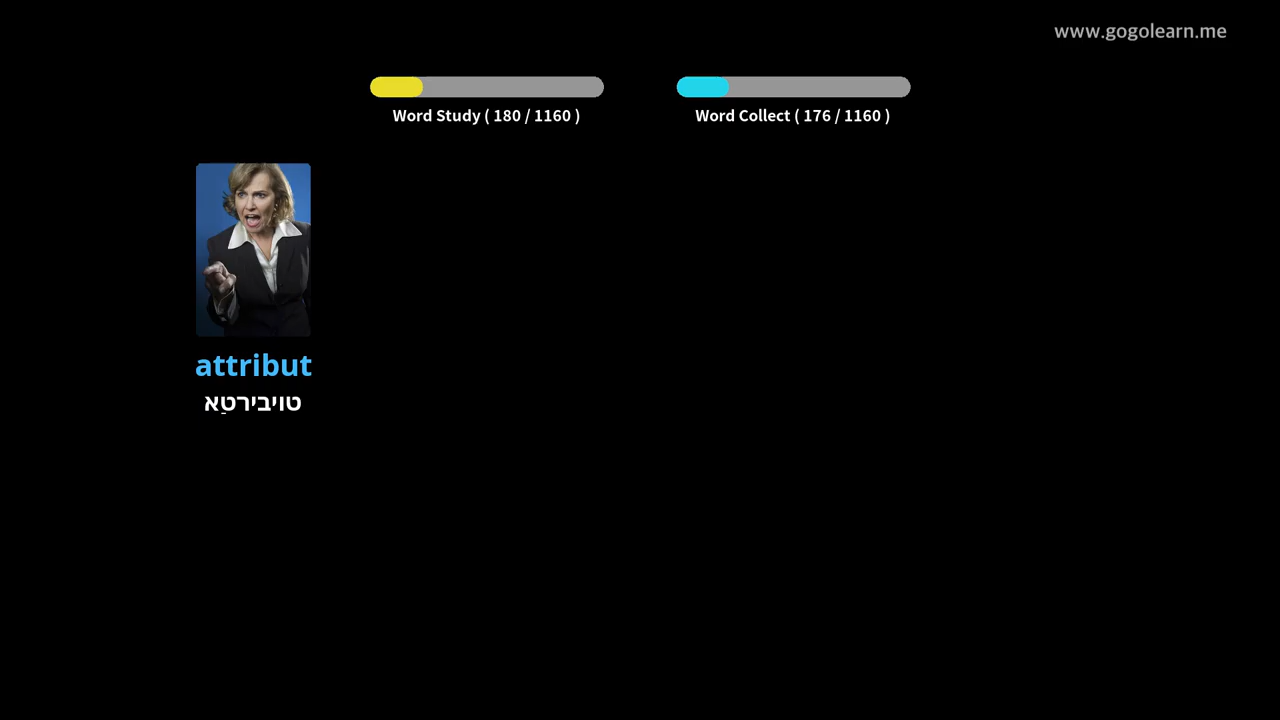 www.gogolearn.me
Word Study ( 180 / 1160 )
Word Collect ( 176 / 1160 )
attribut
טויבירטַא